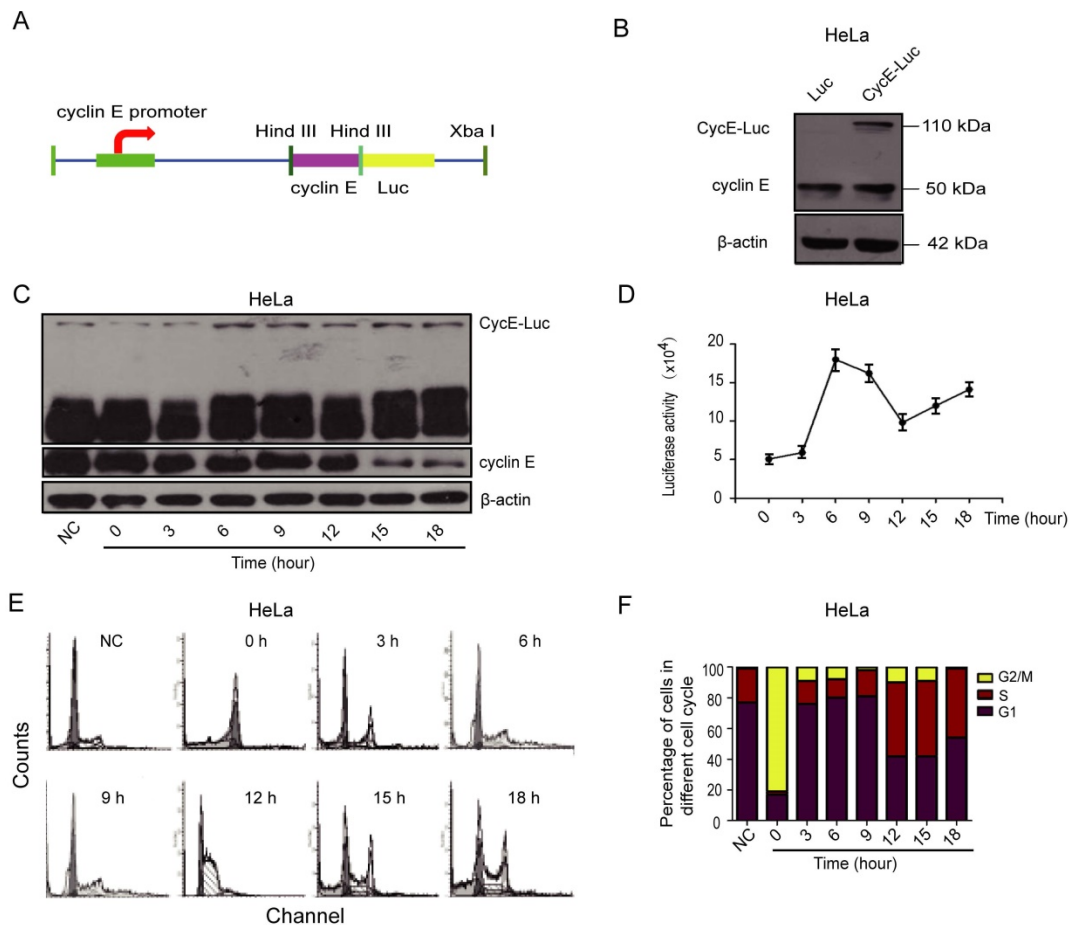 A
cyclin E promoter
Hind III Hind III Xba I
cyclin E Luc
B
HeLa
Luc CycE-Luc
CycE-Luc 110 kDa
cyclin E 50 kDa
β-actin 42 kDa
C
HeLa
CycE-Luc
cyclin E
β-actin
NC 0 3 6 9 12 15 18
Time (hour)
D
HeLa
Luciferase activity (x10⁴)
20
15
10
5
0
0 3 6 9 12 15 18 Time (hour)
E
HeLa
NC 0 h 3 h 6 h
9 h 12 h 15 h 18 h
Counts
Channel
F
HeLa
Percentage of cells in
different cell cycle
100
80
60
40
20
0
G2/M
S
G1
NC 0 3 6 9 12 15 18
Time (hour)